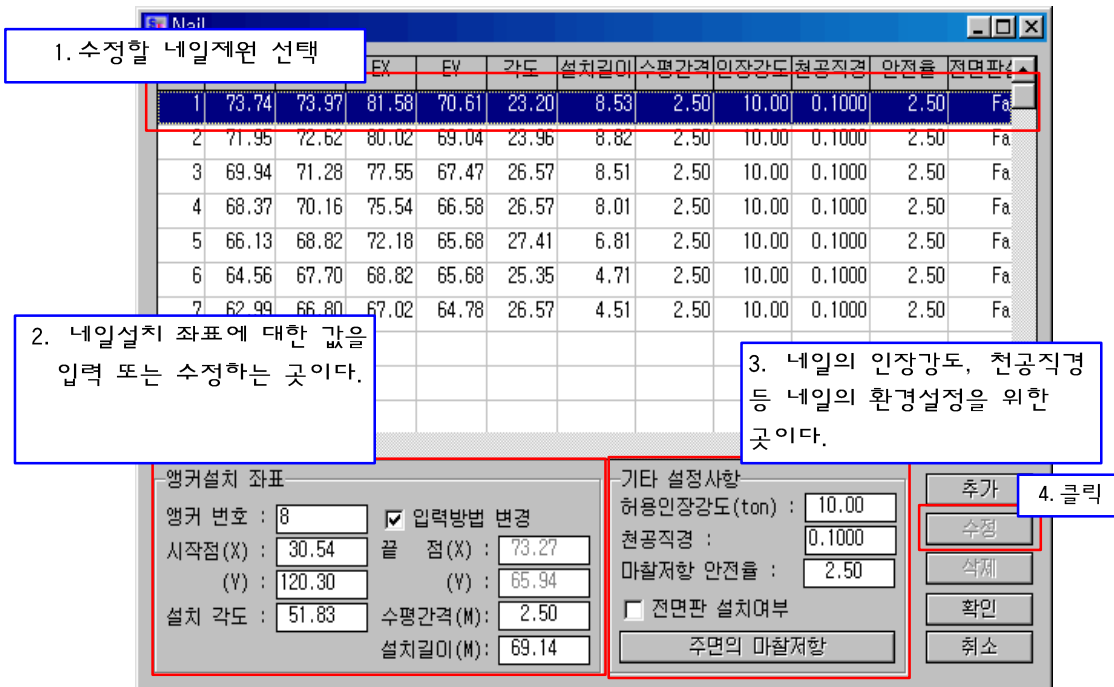 Nail
1. 수정할 네일제원 선택
EX EY 각도 설치길이 수평간격 인장강도 천공직경 안전율 전면판
1 73.74 73.97 81.58 70.61 23.20 8.53 2.50 10.00 0.1000 2.50 Fa
2 71.95 72.62 80.02 69.04 23.96 8.82 2.50 10.00 0.1000 2.50 Fa
3 69.94 71.28 77.55 67.47 26.57 8.51 2.50 10.00 0.1000 2.50 Fa
4 68.37 70.16 75.54 66.58 26.57 8.01 2.50 10.00 0.1000 2.50 Fa
5 66.13 68.82 72.18 65.68 27.41 6.81 2.50 10.00 0.1000 2.50 Fa
6 64.56 67.70 68.82 65.68 25.35 4.71 2.50 10.00 0.1000 2.50 Fa
7 62.99 66.80 67.02 64.78 26.57 4.51 2.50 10.00 0.1000 2.50 Fa
2. 네일설치 좌표에 대한 값을
입력 또는 수정하는 곳이다.
3. 네일의 인장강도, 천공직경
등 네일의 환경설정을 위한
곳이다.
앵커설치 좌표
앵커 번호 : 8 입력방법 변경
시작점(X) : 30.54 끝 점(X) : 73.27
(Y) : 120.30 (Y) : 65.94
설치 각도 : 51.83 수평간격(M): 2.50
설치길이(M): 69.14
기타 설정사항
허용인장강도(ton) : 10.00
천공직경 : 0.1000
마찰저항 안전율 : 2.50
전면판 설치여부
주면의 마찰저항
추가
4. 클릭
수정
삭제
확인
취소